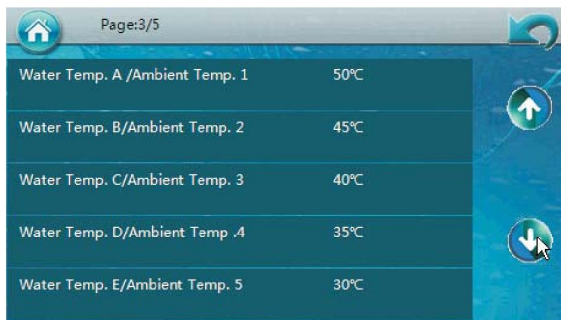 Page:3/5
Water Temp. A /Ambient Temp. 1 50℃
Water Temp. B/Ambient Temp. 2 45℃
Water Temp. C/Ambient Temp. 3 40℃
Water Temp. D/Ambient Temp .4 35℃
Water Temp. E/Ambient Temp. 5 30℃